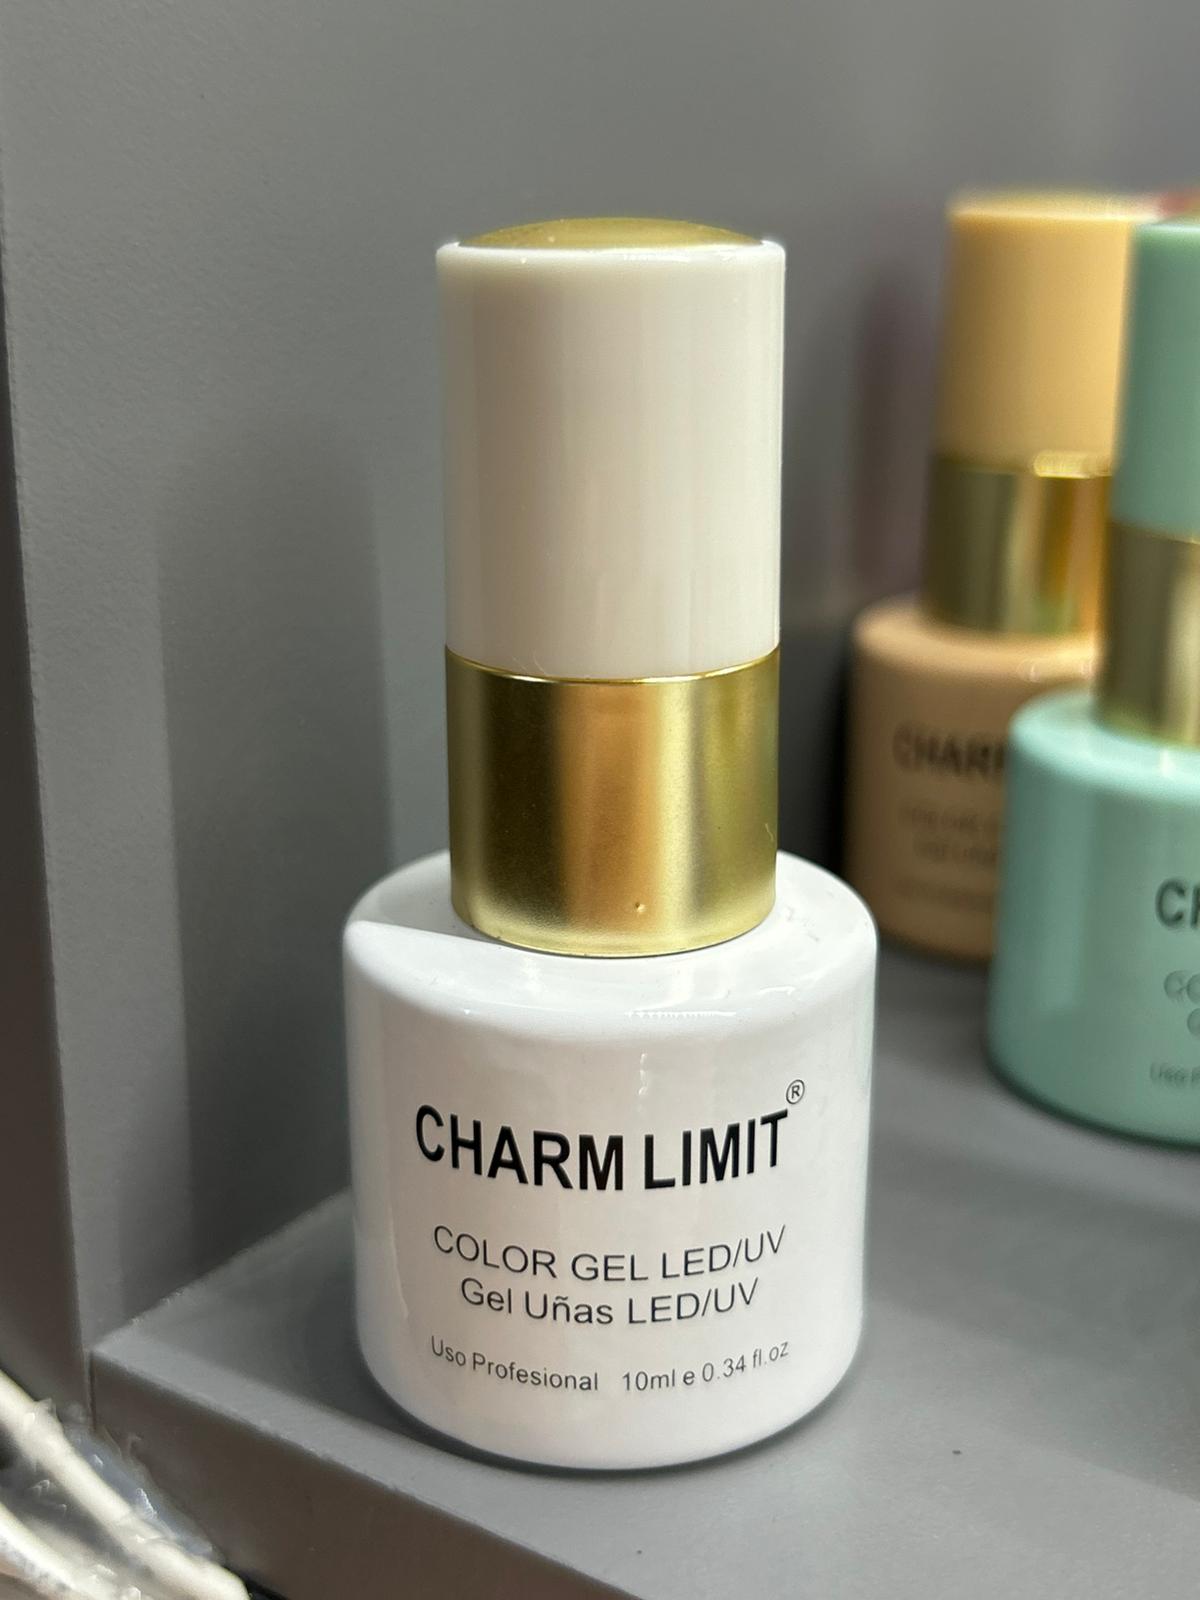 CHARM LIMIT®
COLOR GEL LED/UV
Gel Uñas LED/UV
Uso Profesional 10ml e 0.34 fl.oz